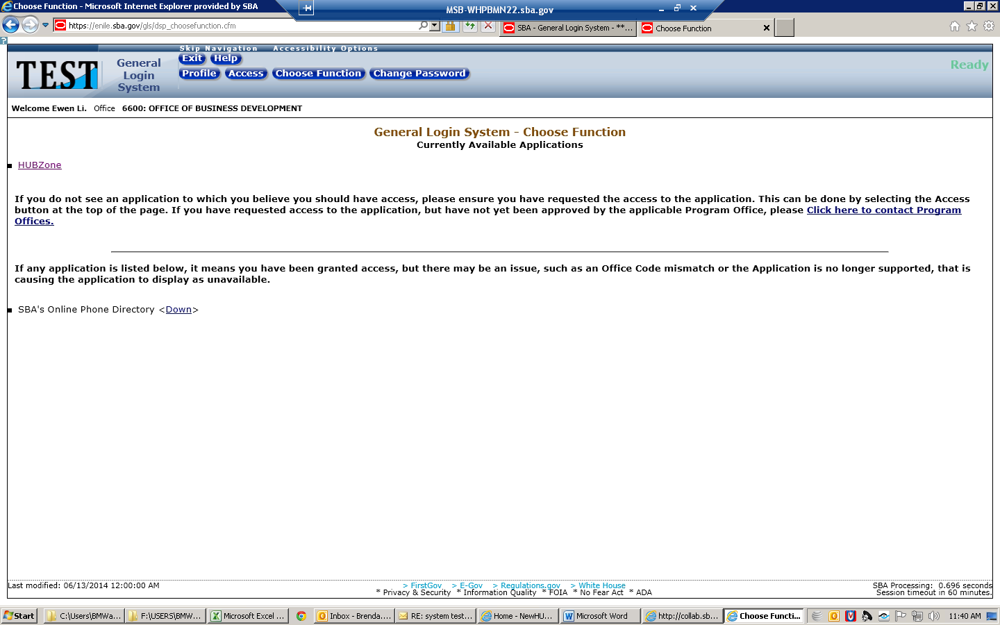 Choose Function - Microsoft Internet Explorer provided by SBA
MSB-WHPBMN22.sba.gov
https://enile.sba.gov/gls/dsp_choosefunction.cfm
SBA - General Login System - **...
Choose Function
Skip Navigation Accessibility Options
TEST
General
Login
System
Exit Help
Profile Access Choose Function Change Password
Ready
Welcome Ewen Li. Office 6600: OFFICE OF BUSINESS DEVELOPMENT
General Login System - Choose Function
Currently Available Applications
HUBZone
If you do not see an application to which you believe you should have access, please ensure you have requested the access to the application. This can be done by selecting the Access
button at the top of the page. If you have requested access to the application, but have not yet been approved by the applicable Program Office, please Click here to contact Program
Offices.
If any application is listed below, it means you have been granted access, but there may be an issue, such as an Office Code mismatch or the Application is no longer supported, that is
causing the application to display as unavailable.
SBA's Online Phone Directory <Down>
Last modified: 06/13/2014 12:00:00 AM
> FirstGov > E-Gov > Regulations.gov > White House
* Privacy & Security * Information Quality * FOIA * No Fear Act * ADA
SBA Processing: 0.696 seconds
Session timeout in 60 minutes.
Start
C:\Users\BMWa...
F:\USERS\BMW...
Microsoft Excel ...
Inbox - Brenda....
RE: system test...
Home - NewHU...
Microsoft Word
http://collab.sb...
Choose Functi...
11:40 AM